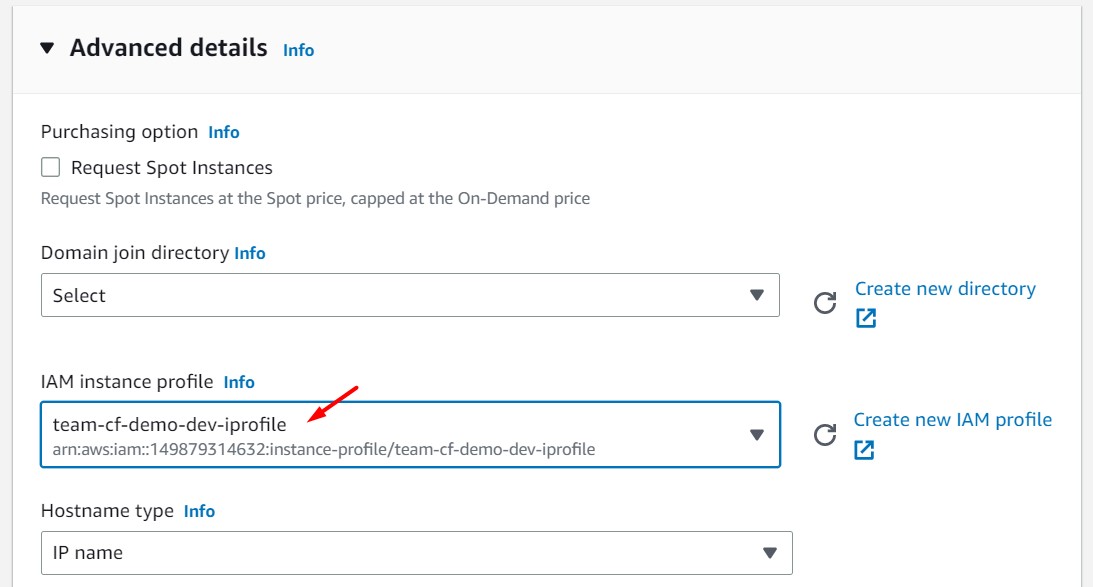 Advanced details Info
Purchasing option Info
Request Spot Instances
Request Spot Instances at the Spot price, capped at the On-Demand price
Domain join directory Info
Select
Create new directory
IAM instance profile Info
team-cf-demo-dev-iprofile
arn:aws:iam::149879314632:instance-profile/team-cf-demo-dev-iprofile
Create new IAM profile
Hostname type Info
IP name